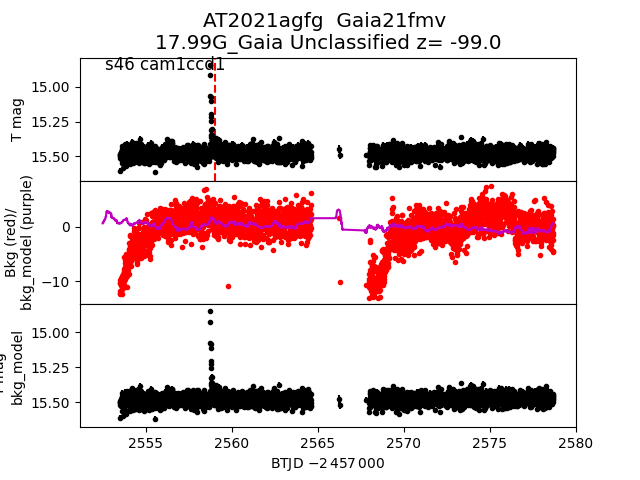 AT2021agfg Gaia21fmv
17.99G_Gaia Unclassified z= -99.0
s46 cam1ccd1
T mag
15.00
15.25
15.50
Bkg (red)/
bkg_model (purple)
0
−10
mag
bkg_model
15.00
15.25
15.50
2555
2560
2565
2570
2575
2580
BTJD −2 457 000